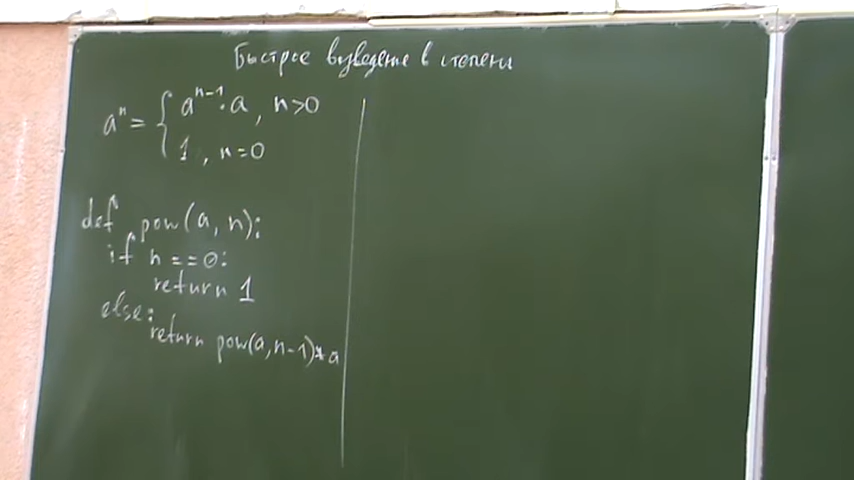 Быстрое возведение в степень
aⁿ = { aⁿ⁻¹·a, n>0
1, n=0
def pow(a, n):
if n == 0:
return 1
else:
return pow(a, n-1)*a